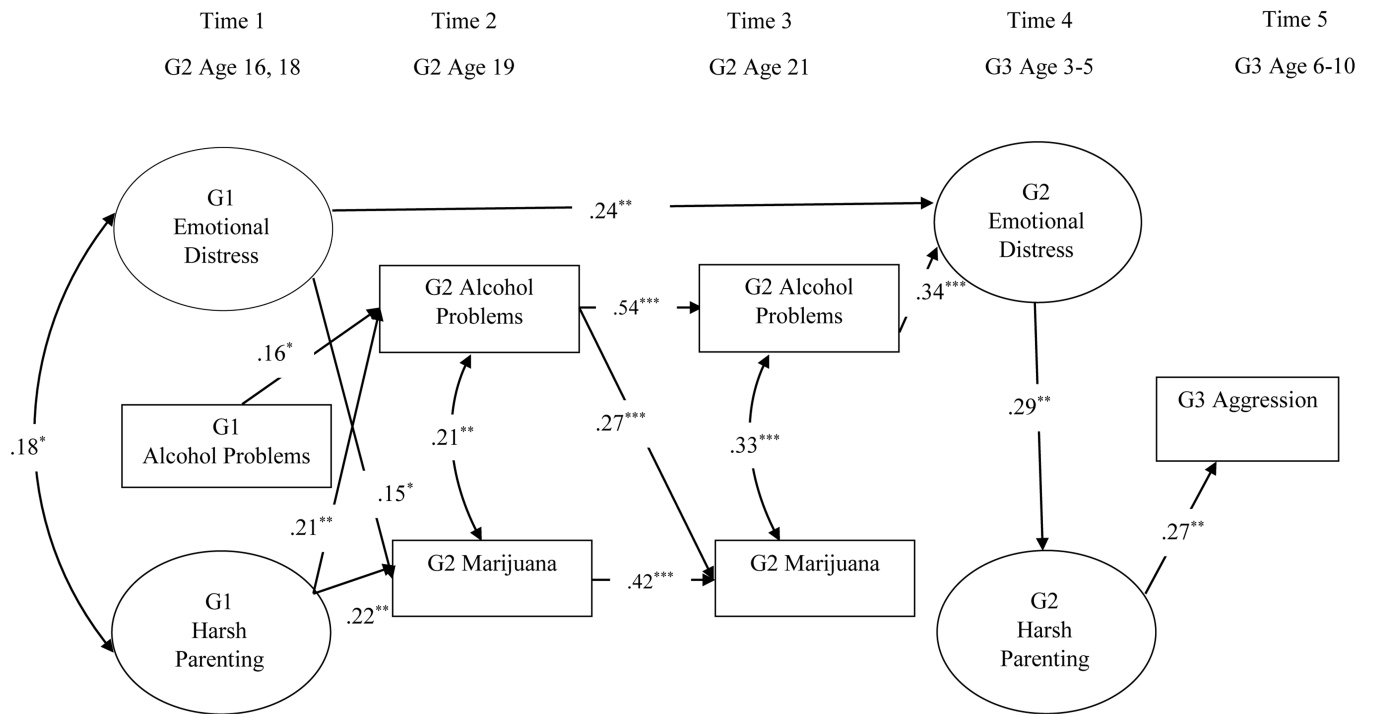 Time 1
Time 2
Time 3
Time 4
Time 5
G2 Age 16, 18
G2 Age 19
G2 Age 21
G3 Age 3-5
G3 Age 6-10
G1
Emotional
Distress
.24**
G2
Emotional
Distress
G2 Alcohol
Problems
.54***
G2 Alcohol
Problems
.34***
.16*
G1
Alcohol Problems
.18*
.21**
.27***
.33***
.29**
G3 Aggression
.15*
.21**
.27**
G2 Marijuana
.42***
G2 Marijuana
.22**
G1
Harsh
Parenting
G2
Harsh
Parenting